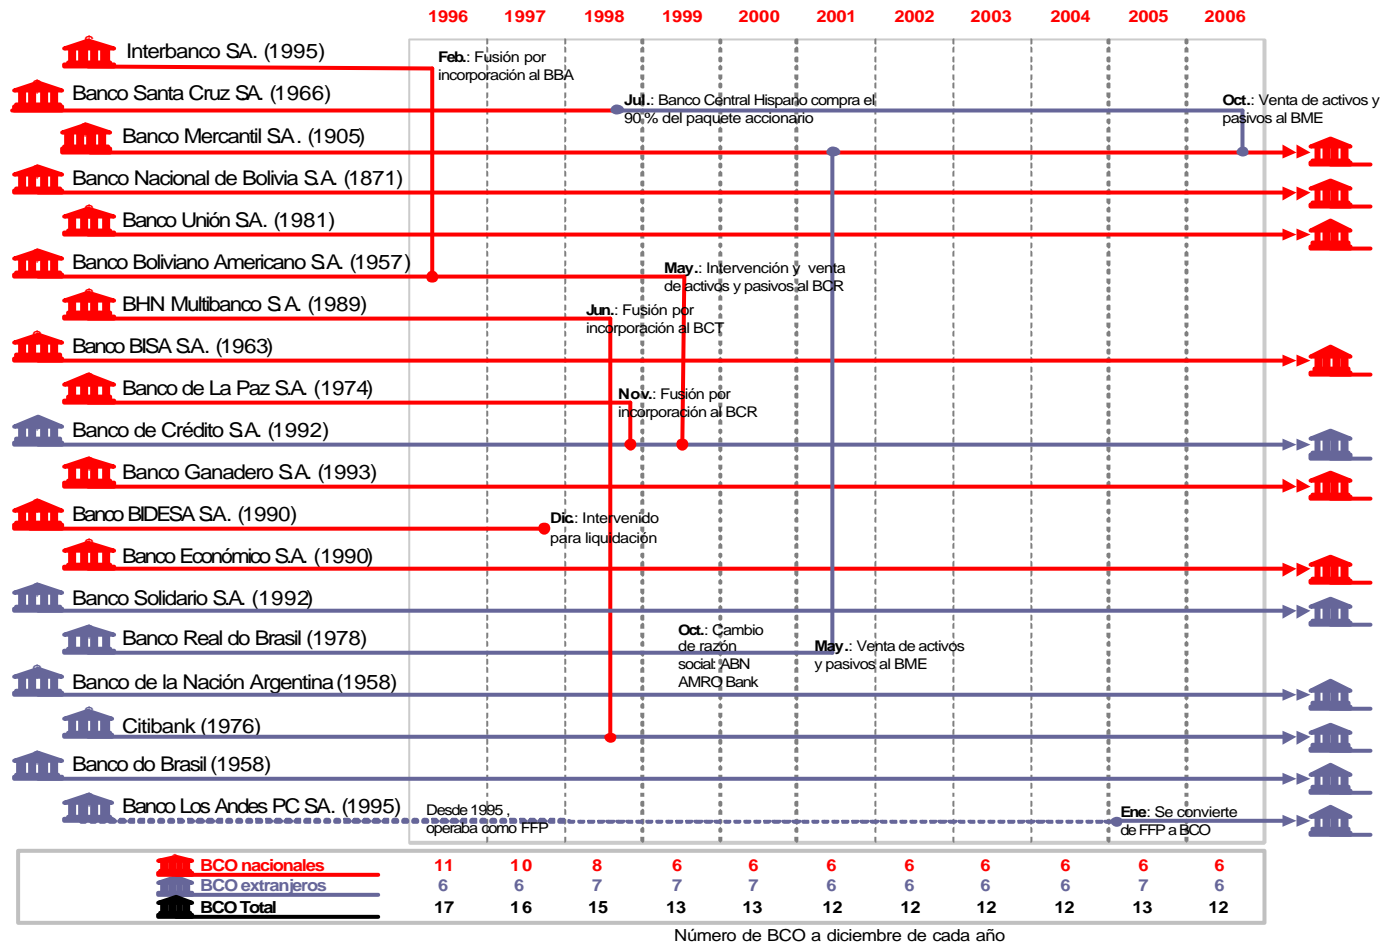 1996 1997 1998 1999 2000 2001 2002 2003 2004 2005 2006
Interbanco S.A. (1995)
Feb.: Fusión por
incorporación al BBA
Banco Santa Cruz S.A. (1966)
Jul.: Banco Central Hispano compra el
90 % del paquete accionario
Oct.: Venta de activos y
pasivos al BME
Banco Mercantil S.A. (1905)
Banco Nacional de Bolivia S.A. (1871)
Banco Unión S.A. (1981)
Banco Boliviano Americano S.A. (1957)
May.: Intervención y venta
de activos y pasivos al BCR
BHN Multibanco S.A. (1989)
Jun.: Fusión por
incorporación al BCT
Banco BISA S.A. (1963)
Banco de La Paz S.A. (1974)
Nov.: Fusión por
incorporación al BCR
Banco de Crédito S.A. (1992)
Banco Ganadero S.A. (1993)
Banco BIDESA S.A. (1990)
Dic.: Intervenido
para liquidación
Banco Económico S.A. (1990)
Banco Solidario S.A. (1992)
Banco Real do Brasil (1978)
Oct.: Cambio
de razón
social: ABN
AMRO Bank
May.: Venta de activos
y pasivos al BME
Banco de la Nación Argentina (1958)
Citibank (1976)
Banco do Brasil (1958)
Banco Los Andes PC S.A. (1995)
Desde 1995 ,
operaba como FFP
Ene: Se convierte
de FFP a BCO
BCO nacionales 11 10 8 6 6 6 6 6 6 6 6
BCO extranjeros 6 6 7 7 7 6 6 6 6 7 6
BCO Total 17 16 15 13 13 12 12 12 12 13 12
Número de BCO a diciembre de cada año